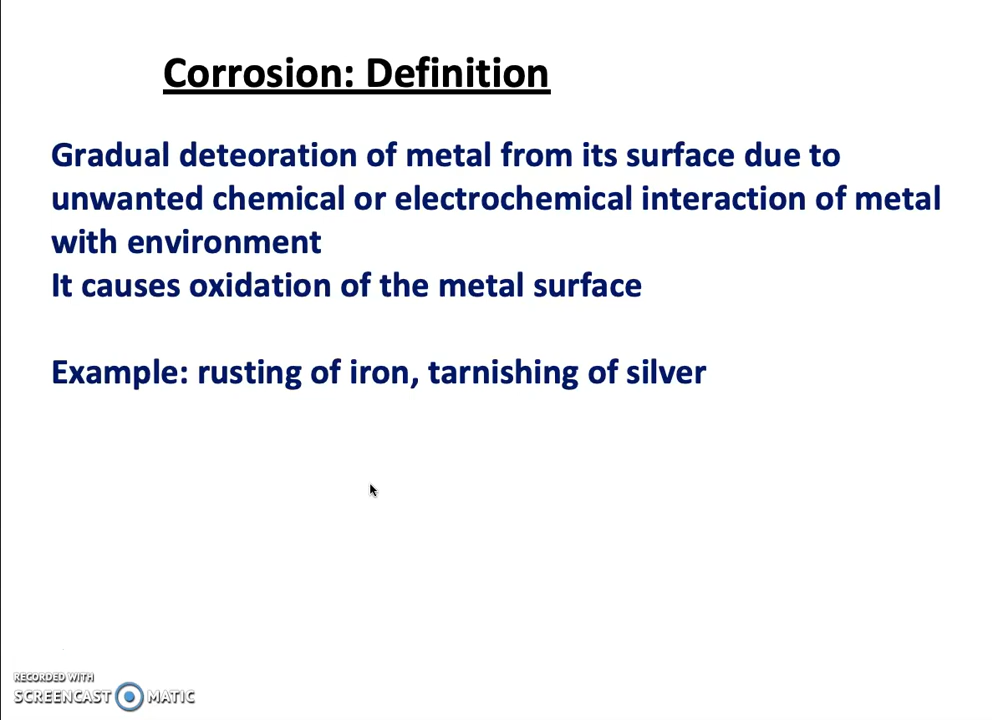 Corrosion: Definition
Gradual deteoration of metal from its surface due to
unwanted chemical or electrochemical interaction of metal
with environment
It causes oxidation of the metal surface
Example: rusting of iron, tarnishing of silver
RECORDED WITH
SCREENCAST MATIC